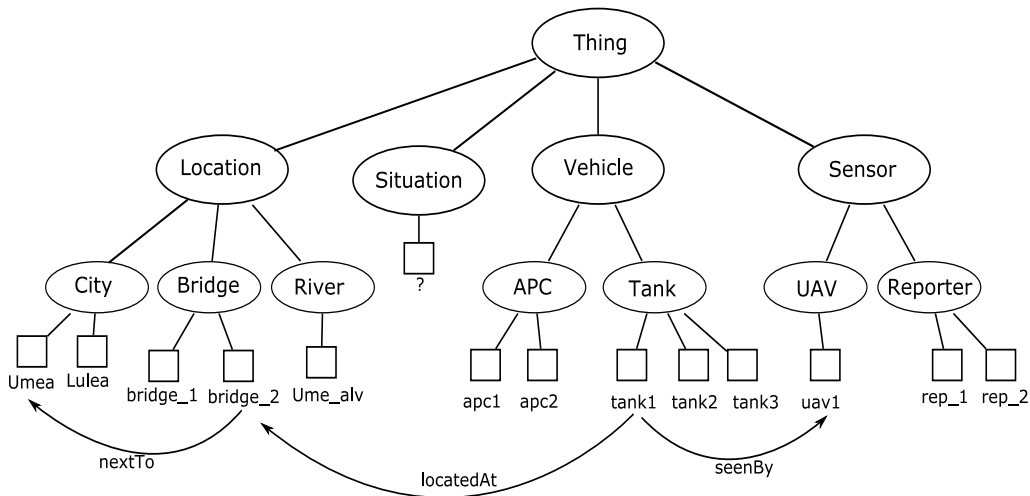 Thing
Location
Situation
Vehicle
Sensor
City
Bridge
River
?
APC
Tank
UAV
Reporter
Umea
Lulea
bridge_1
bridge_2
Ume_alv
apc1
apc2
tank1
tank2
tank3
uav1
rep_1
rep_2
nextTo
locatedAt
seenBy